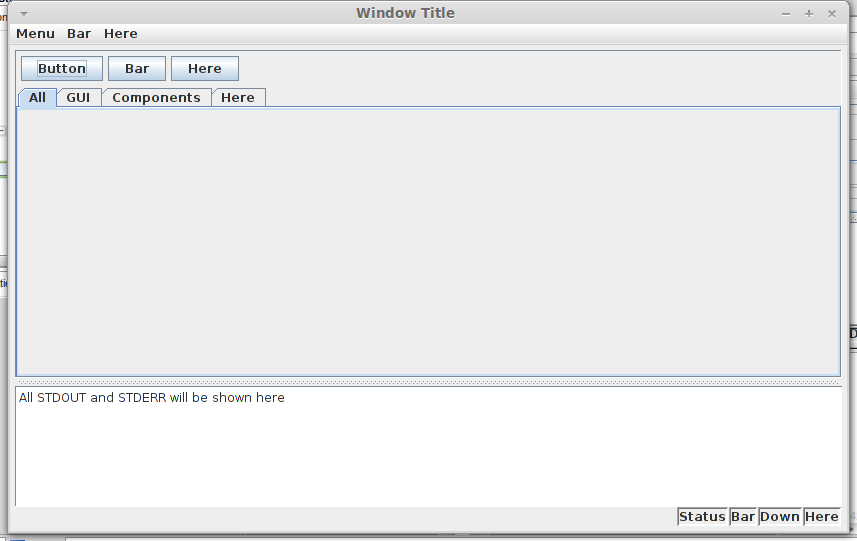 Window Title
Menu Bar Here
Button Bar Here
All GUI Components Here
All STDOUT and STDERR will be shown here
Status Bar Down Here